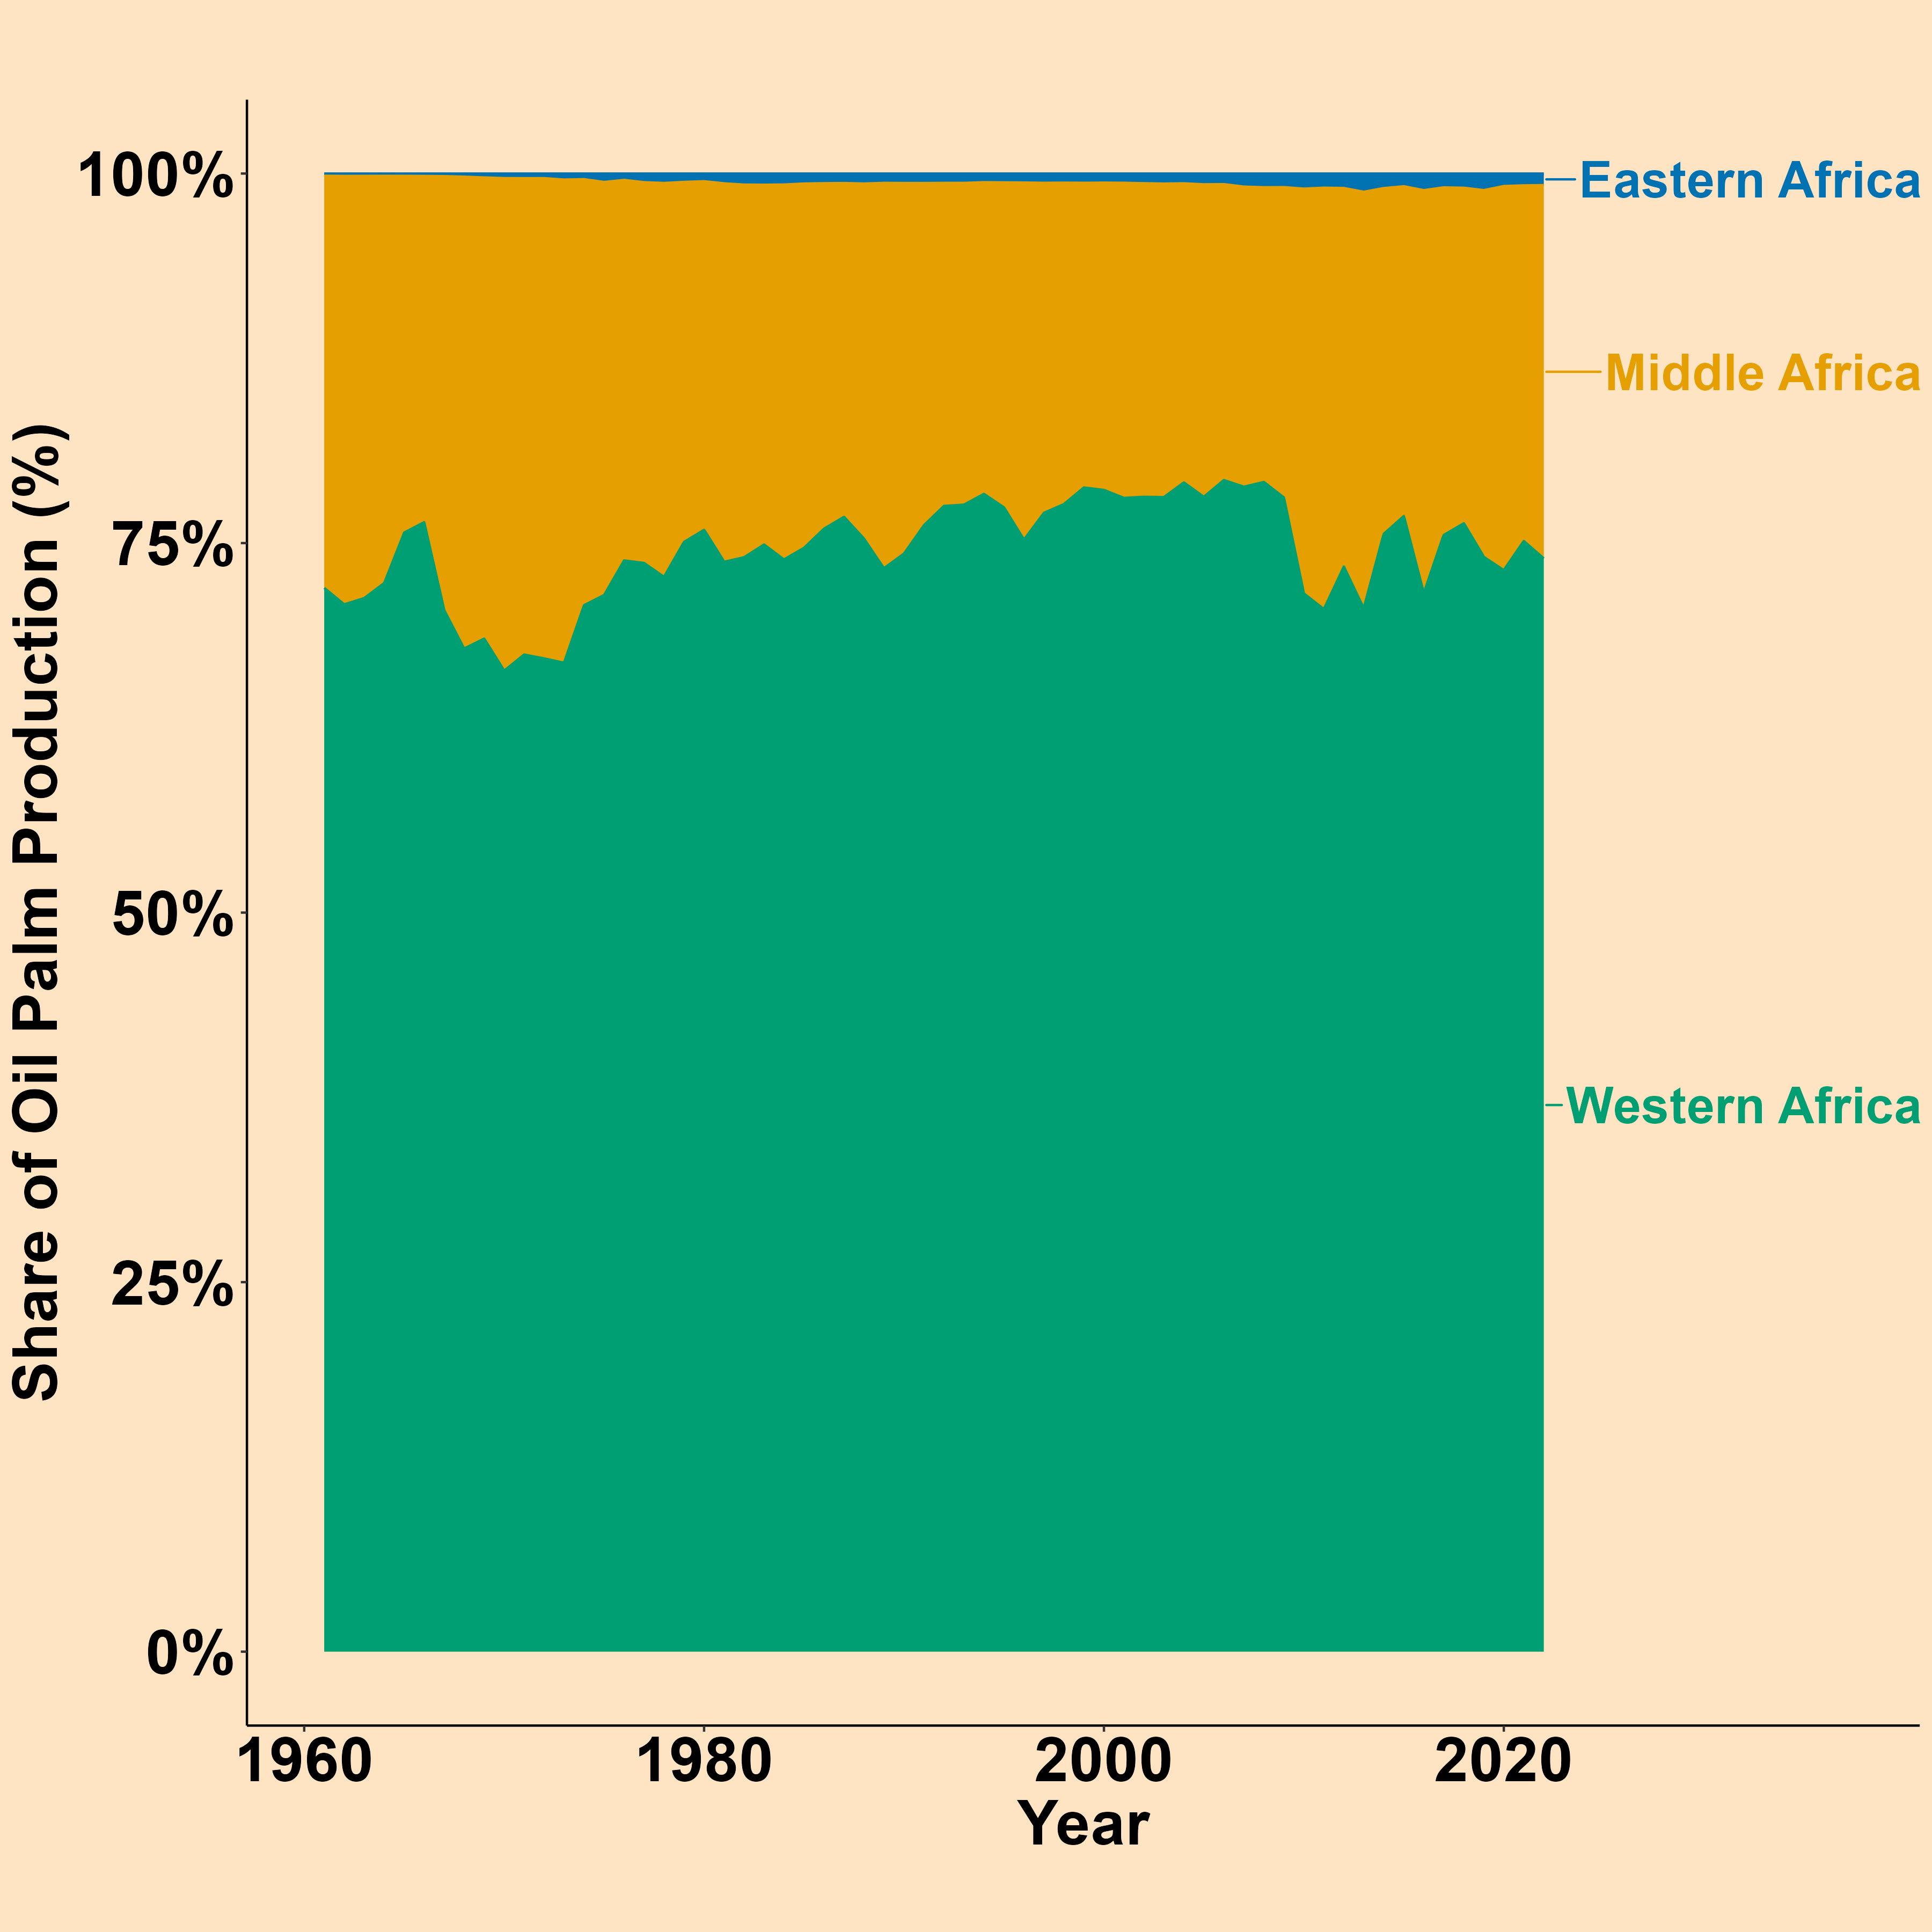 Share of Oil Palm Production (%)
100%
75%
50%
25%
0%
1960
1980
2000
2020
Year
Eastern Africa
Middle Africa
Western Africa